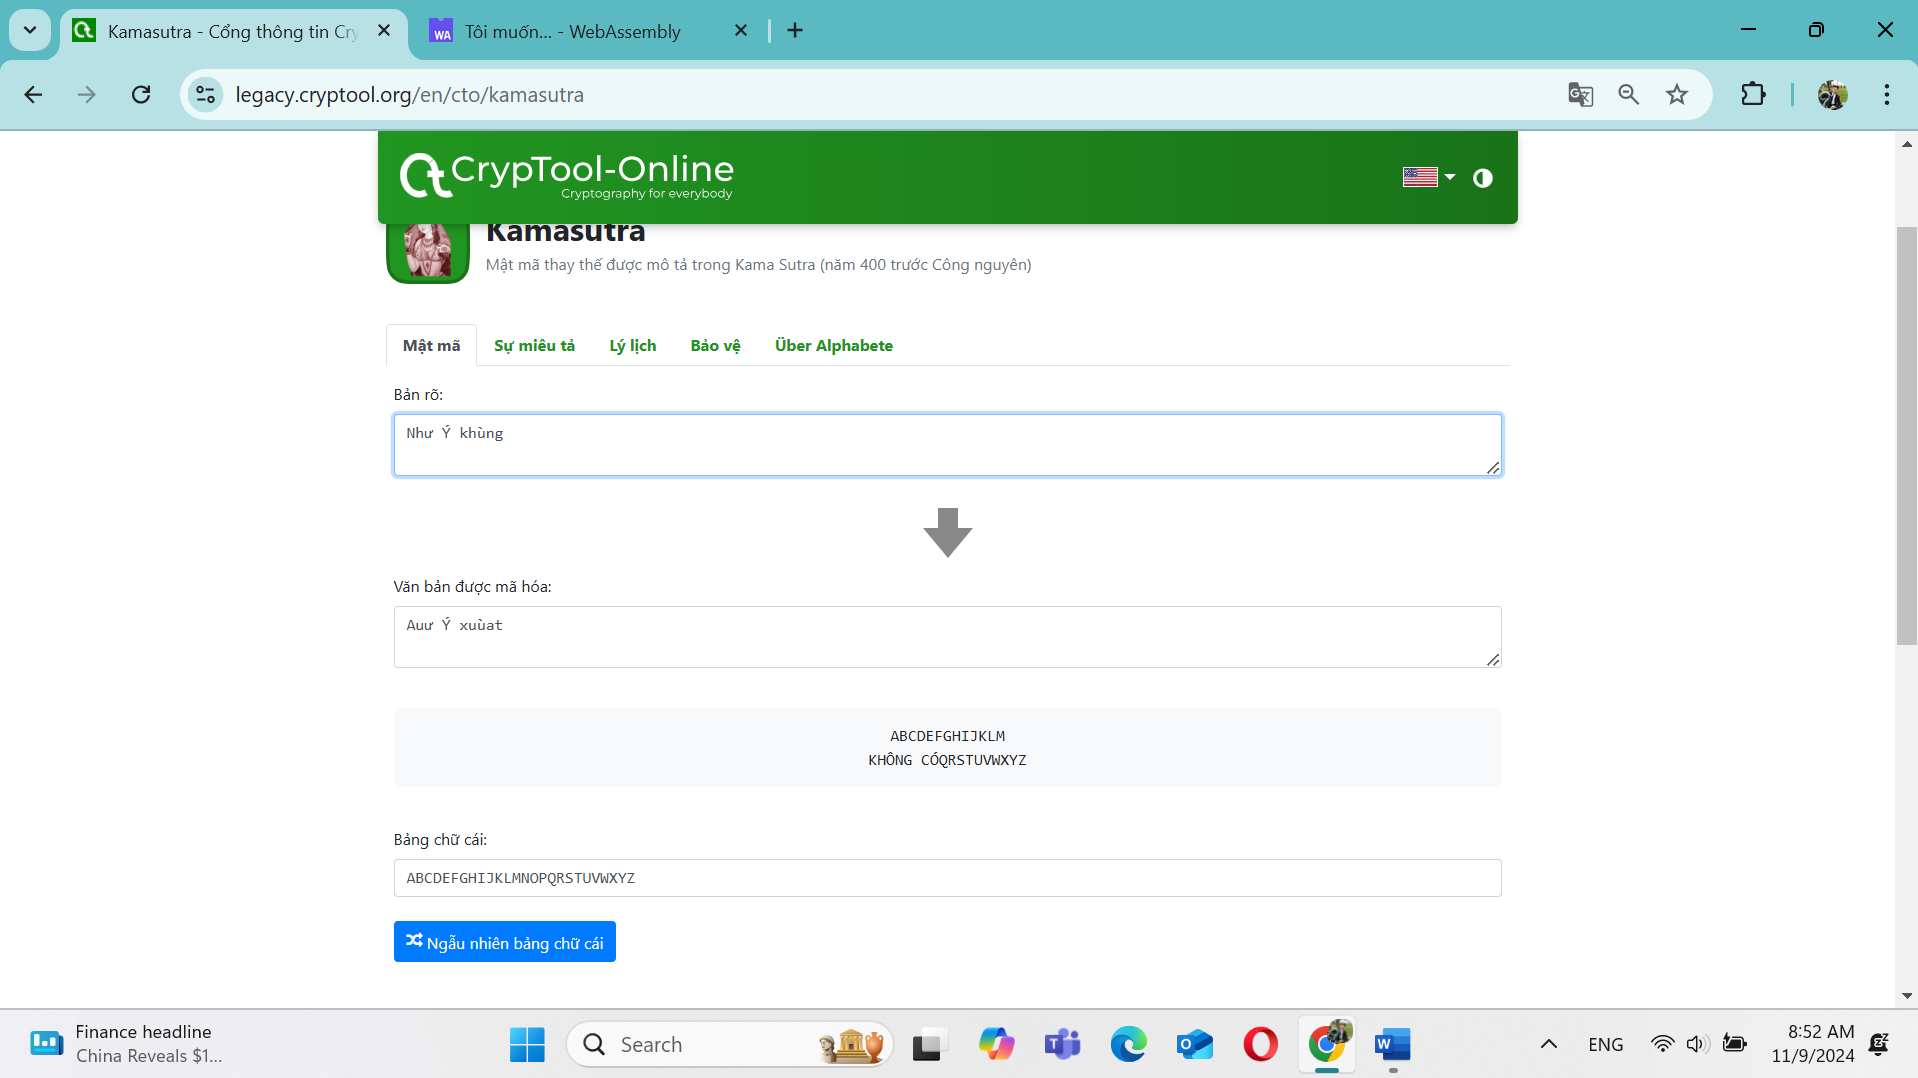 Kamasutra - Cổng thông tin Cry
WA
Tôi muốn... - WebAssembly
legacy.cryptool.org/en/cto/kamasutra
CrypTool-Online
Cryptography for everybody
Kamasutra
Mật mã thay thế được mô tả trong Kama Sutra (năm 400 trước Công nguyên)
Mật mã
Sự miêu tả
Lý lịch
Bảo vệ
Über Alphabete
Bản rõ:
Như Ý khùng
Văn bản được mã hóa:
Auư Ý xuùat
ABCDEFGHIJKLM
KHÔNG CÓQRSTUVWXYZ
Bảng chữ cái:
ABCDEFGHIJKLMNOPQRSTUVWXYZ
Ngẫu nhiên bảng chữ cái
Finance headline
China Reveals $1...
Search
ENG
8:52 AM
11/9/2024